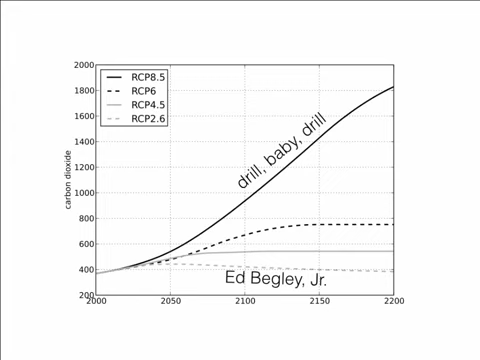 2000
1800
1600
1400
1200
1000
800
600
400
200
carbon dioxide
RCP8.5
RCP6
RCP4.5
RCP2.6
drill, baby, drill
Ed Begley, Jr.
2000 2050 2100 2150 2200